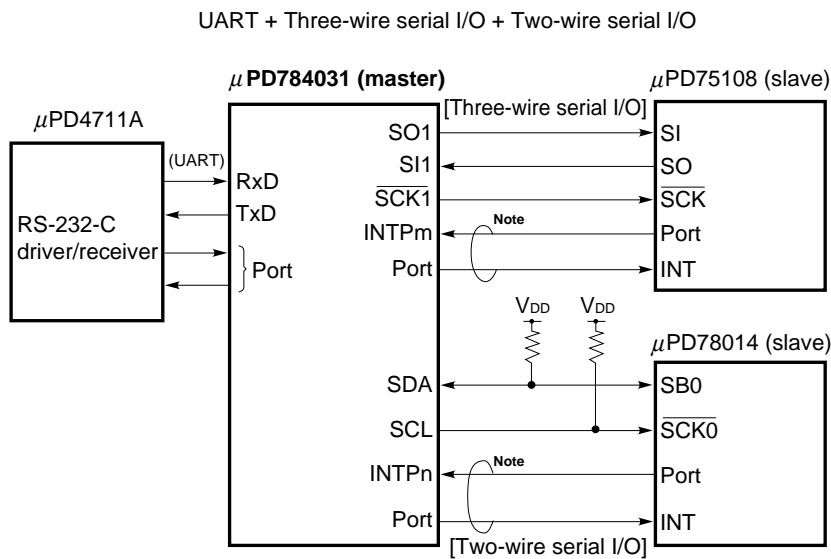 UART + Three-wire serial I/O + Two-wire serial I/O
μPD784031 (master)
μPD75108 (slave)
μPD4711A
[Three-wire serial I/O]
(UART)
RS-232-C
driver/receiver
RxD
TxD
Port
SO1
SI1
SCK1
INTPm
Port
Note
SI
SO
SCK
Port
INT
VDD
VDD
μPD78014 (slave)
SDA
SCL
INTPn
Port
Note
SB0
SCK0
Port
INT
[Two-wire serial I/O]